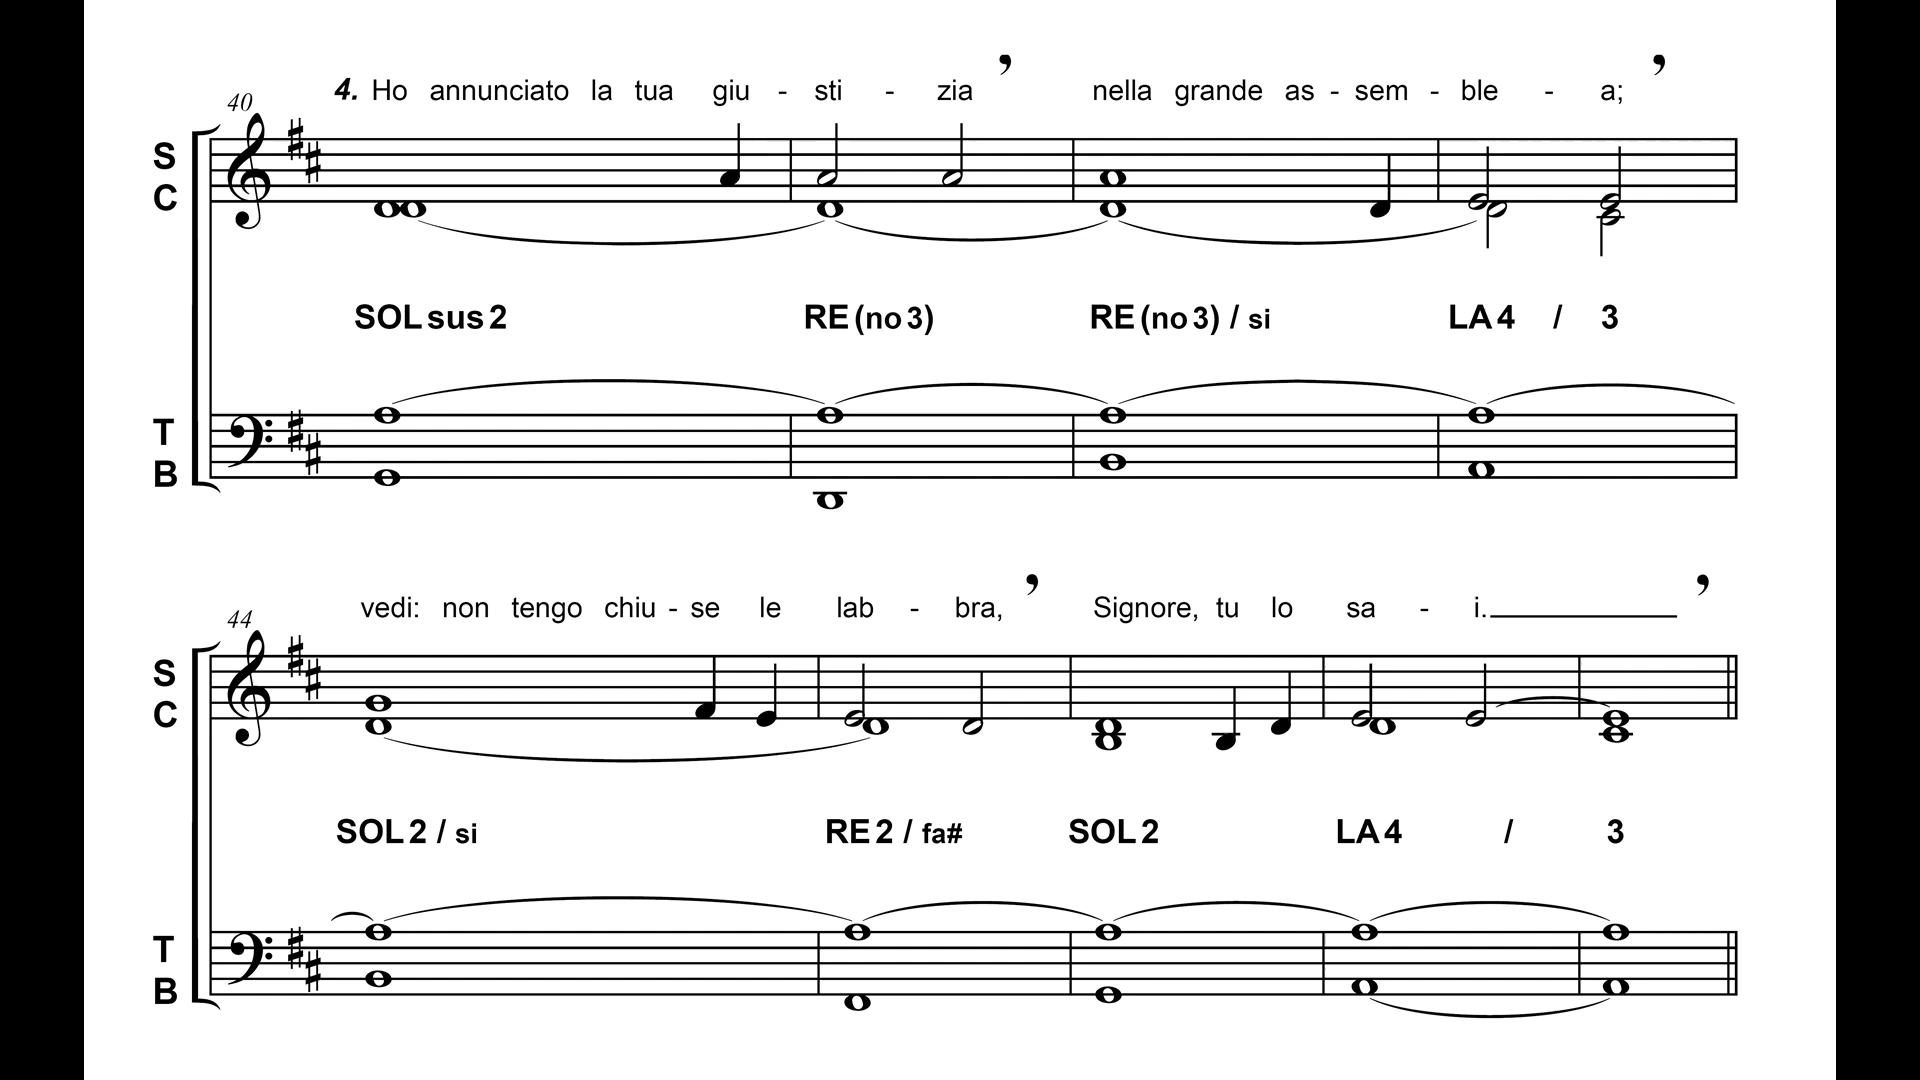 4. Ho annunciato la tua giu - sti - zia nella grande as - sem - ble - a;
40
S
C
SOL sus 2 RE (no 3) RE (no 3) / si LA 4 / 3
T
B
vedi: non tengo chiu - se le lab - bra, Signore, tu lo sa - i.
44
S
C
SOL 2 / si RE 2 / fa# SOL 2 LA 4 / 3
T
B